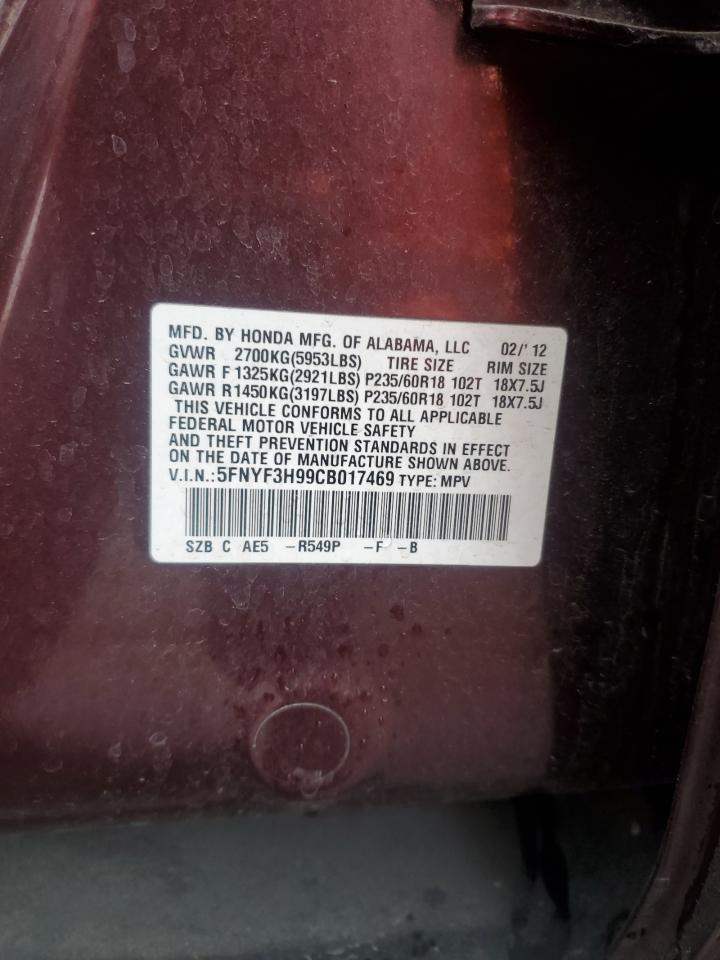 MFD. BY HONDA MFG. OF ALABAMA, LLC 02/'12
GVWR 2700KG(5953LBS) TIRE SIZE RIM SIZE
GAWR F 1325KG(2921LBS) P235/60R18 102T 18X7.5J
GAWR R1450KG(3197LBS) P235/60R18 102T 18X7.5J
THIS VEHICLE CONFORMS TO ALL APPLICABLE
FEDERAL MOTOR VEHICLE SAFETY
AND THEFT PREVENTION STANDARDS IN EFFECT
ON THE DATE OF MANUFACTURE SHOWN ABOVE.
V.I.N.:5FNYF3H99CB017469 TYPE: MPV
SZB C AE5 -R549P -F -B